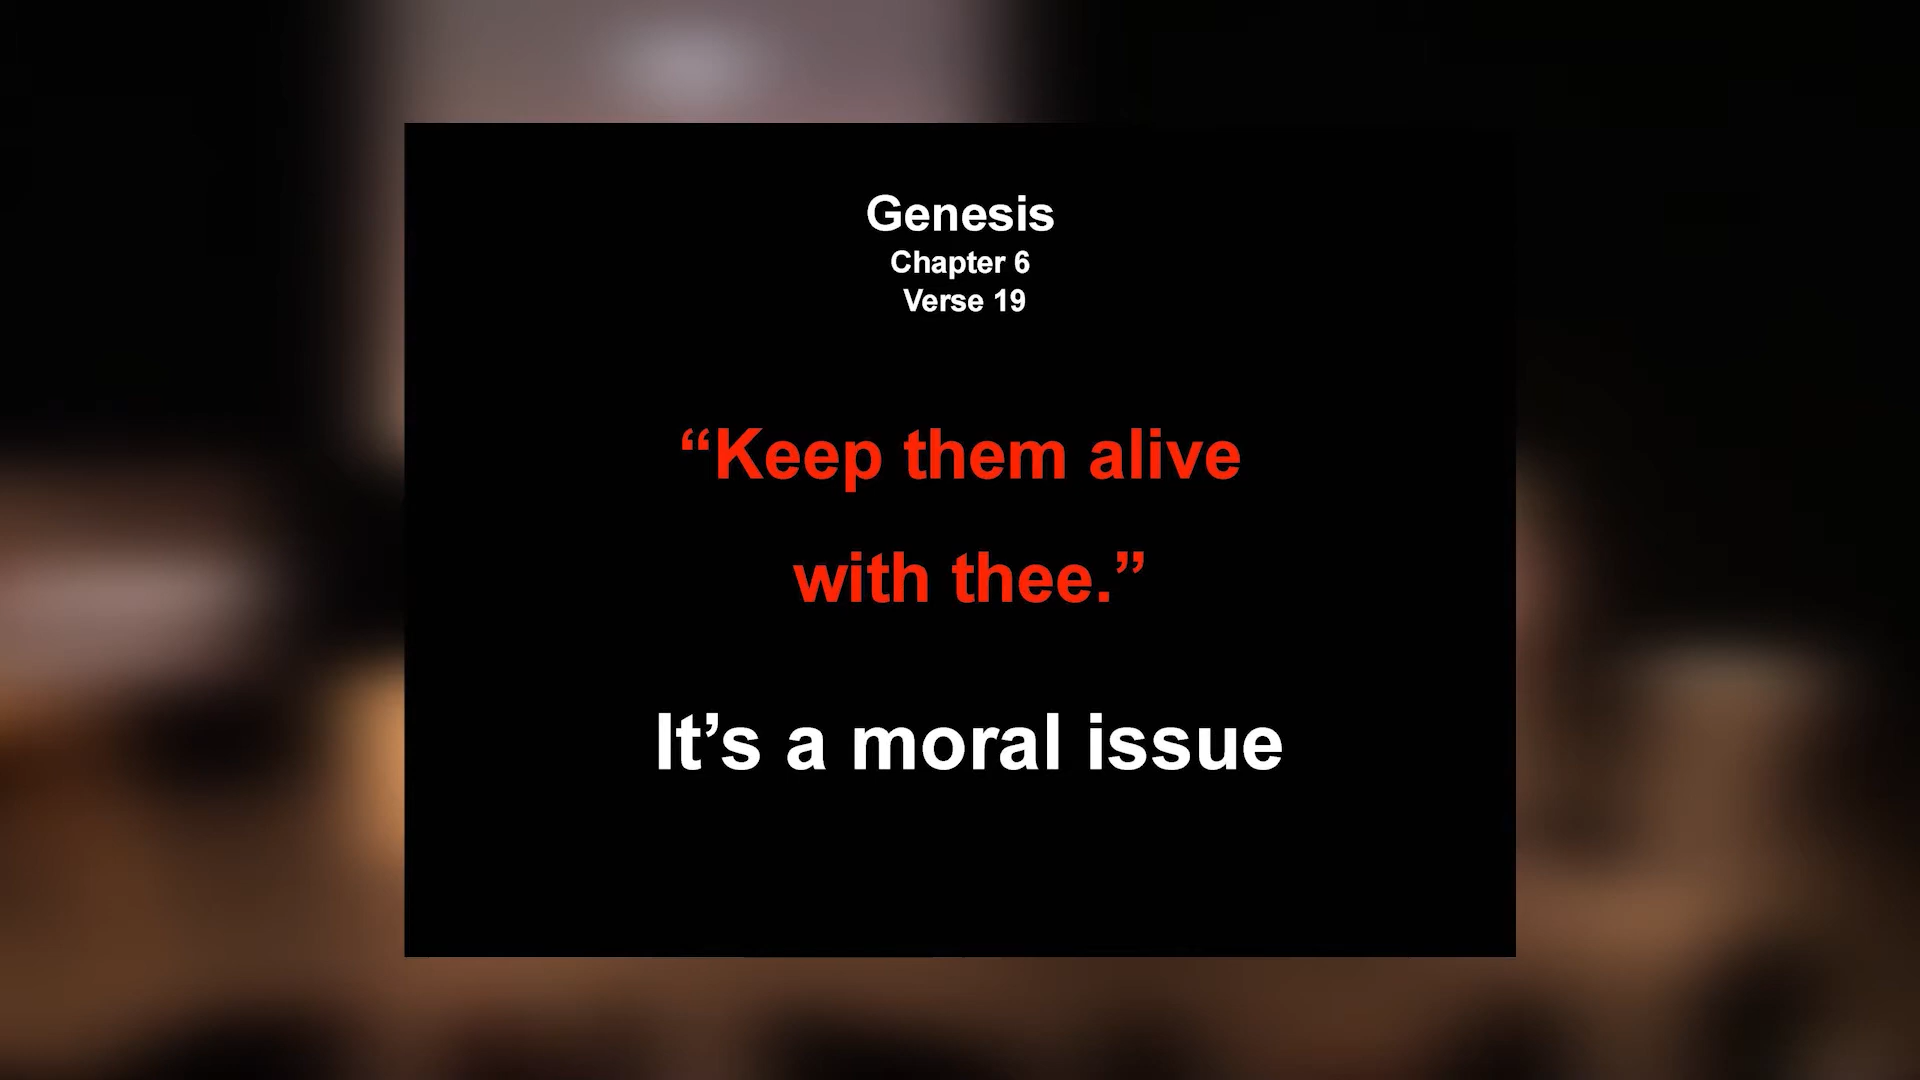 Genesis
Chapter 6
Verse 19
“Keep them alive
with thee.”
It’s a moral issue